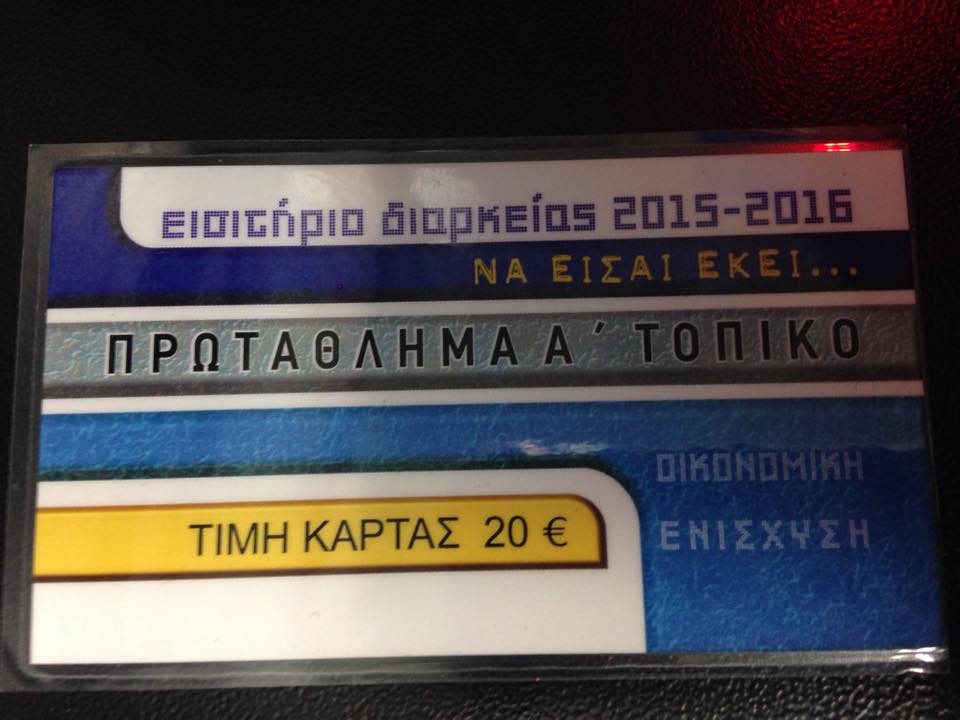 εισιτήριο διαρκείας 2015-2016
ΝΑ ΕΙΣΑΙ ΕΚΕΙ...
ΠΡΩΤΑΘΛΗΜΑ Α΄ ΤΟΠΙΚΟ
ΟΙΚΟΝΟΜΙΚΗ
ΕΝΙΣΧΥΣΗ
ΤΙΜΗ ΚΑΡΤΑΣ 20 €